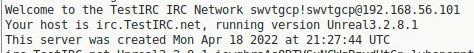 Welcome to the TestIRC IRC Network swvtgcp!swvtgcp@192.168.56.101
Your host is irc.TestIRC.net, running version Unreal3.2.8.1
This server was created Mon Apr 18 2022 at 21:27:44 UTC